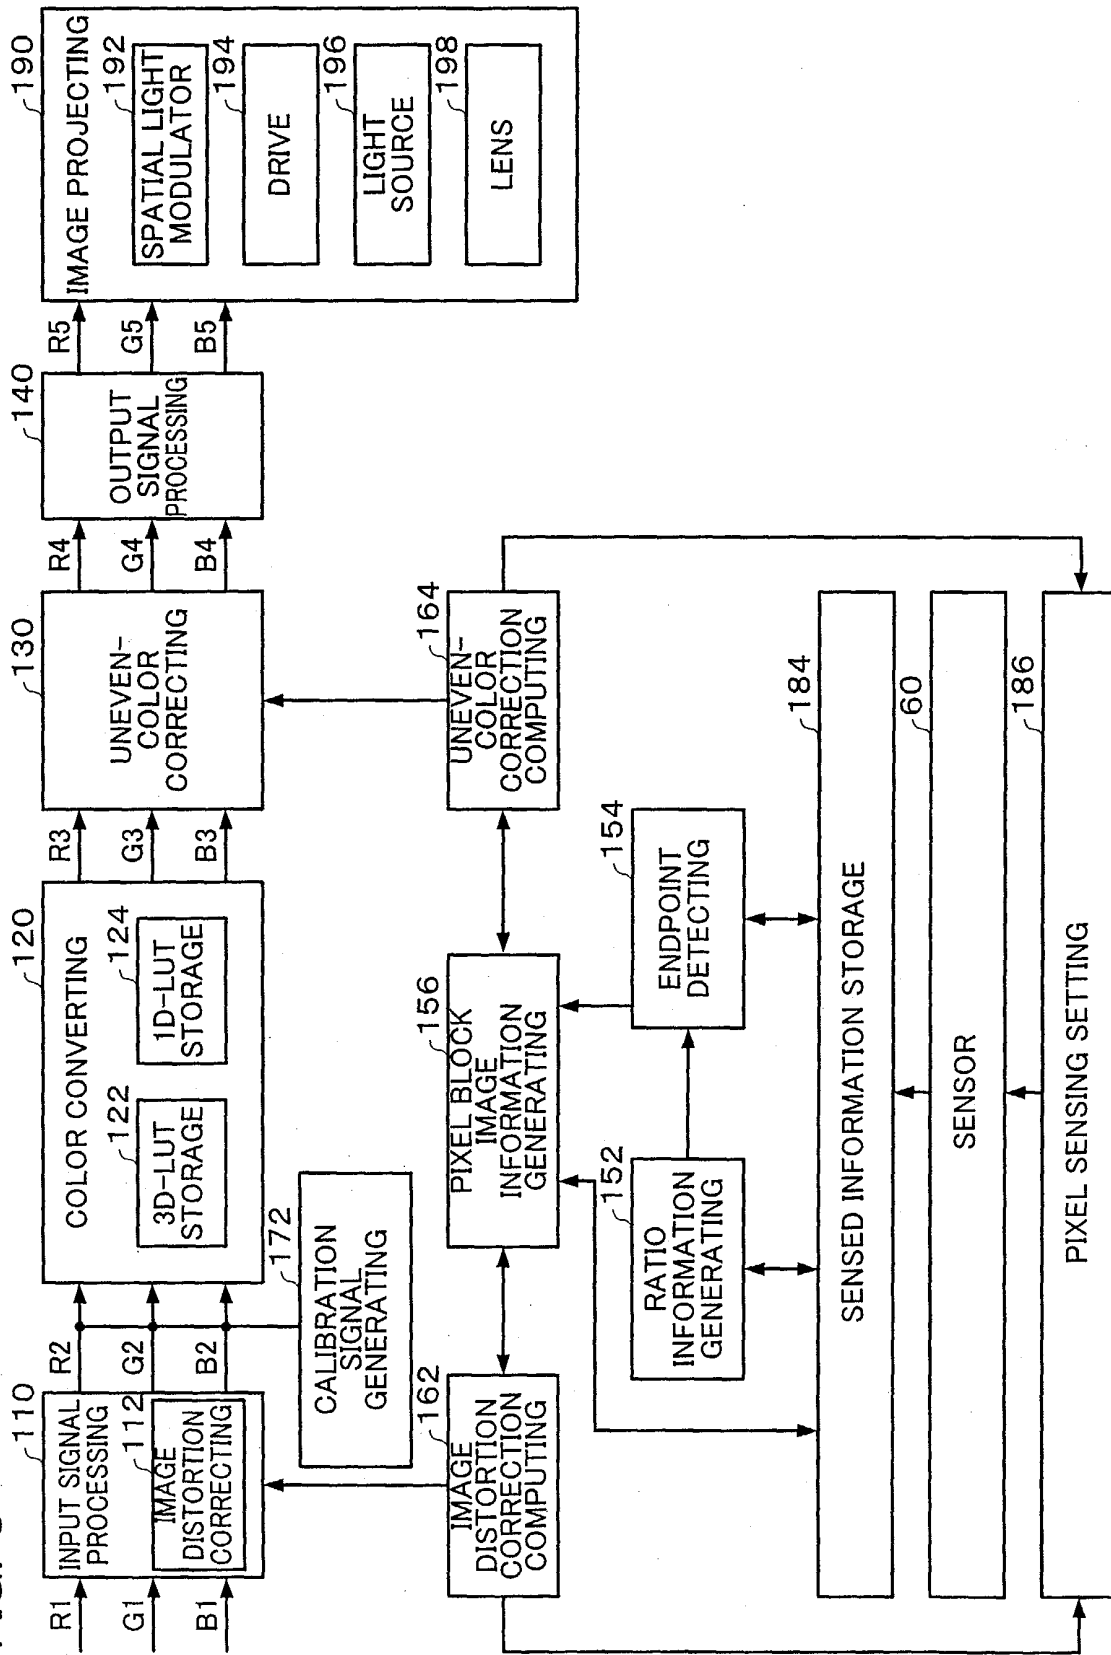 R1
G1
B1
110
INPUT SIGNAL
PROCESSING
112
IMAGE
DISTORTION
CORRECTING
R2
G2
B2
120
COLOR CONVERTING
122
3D-LUT
STORAGE
124
1D-LUT
STORAGE
R3
G3
B3
130
UNEVEN-
COLOR
CORRECTING
R4
G4
B4
140
OUTPUT
SIGNAL
PROCESSING
R5
G5
B5
190
IMAGE PROJECTING
192
SPATIAL LIGHT
MODULATOR
194
DRIVE
196
LIGHT
SOURCE
198
LENS
172
CALIBRATION
SIGNAL
GENERATING
162
IMAGE
DISTORTION
CORRECTION
COMPUTING
156
PIXEL BLOCK
IMAGE
INFORMATION
GENERATING
164
UNEVEN-
COLOR
CORRECTION
COMPUTING
152
RATIO
INFORMATION
GENERATING
154
ENDPOINT
DETECTING
184
SENSED INFORMATION STORAGE
60
SENSOR
186
PIXEL SENSING SETTING